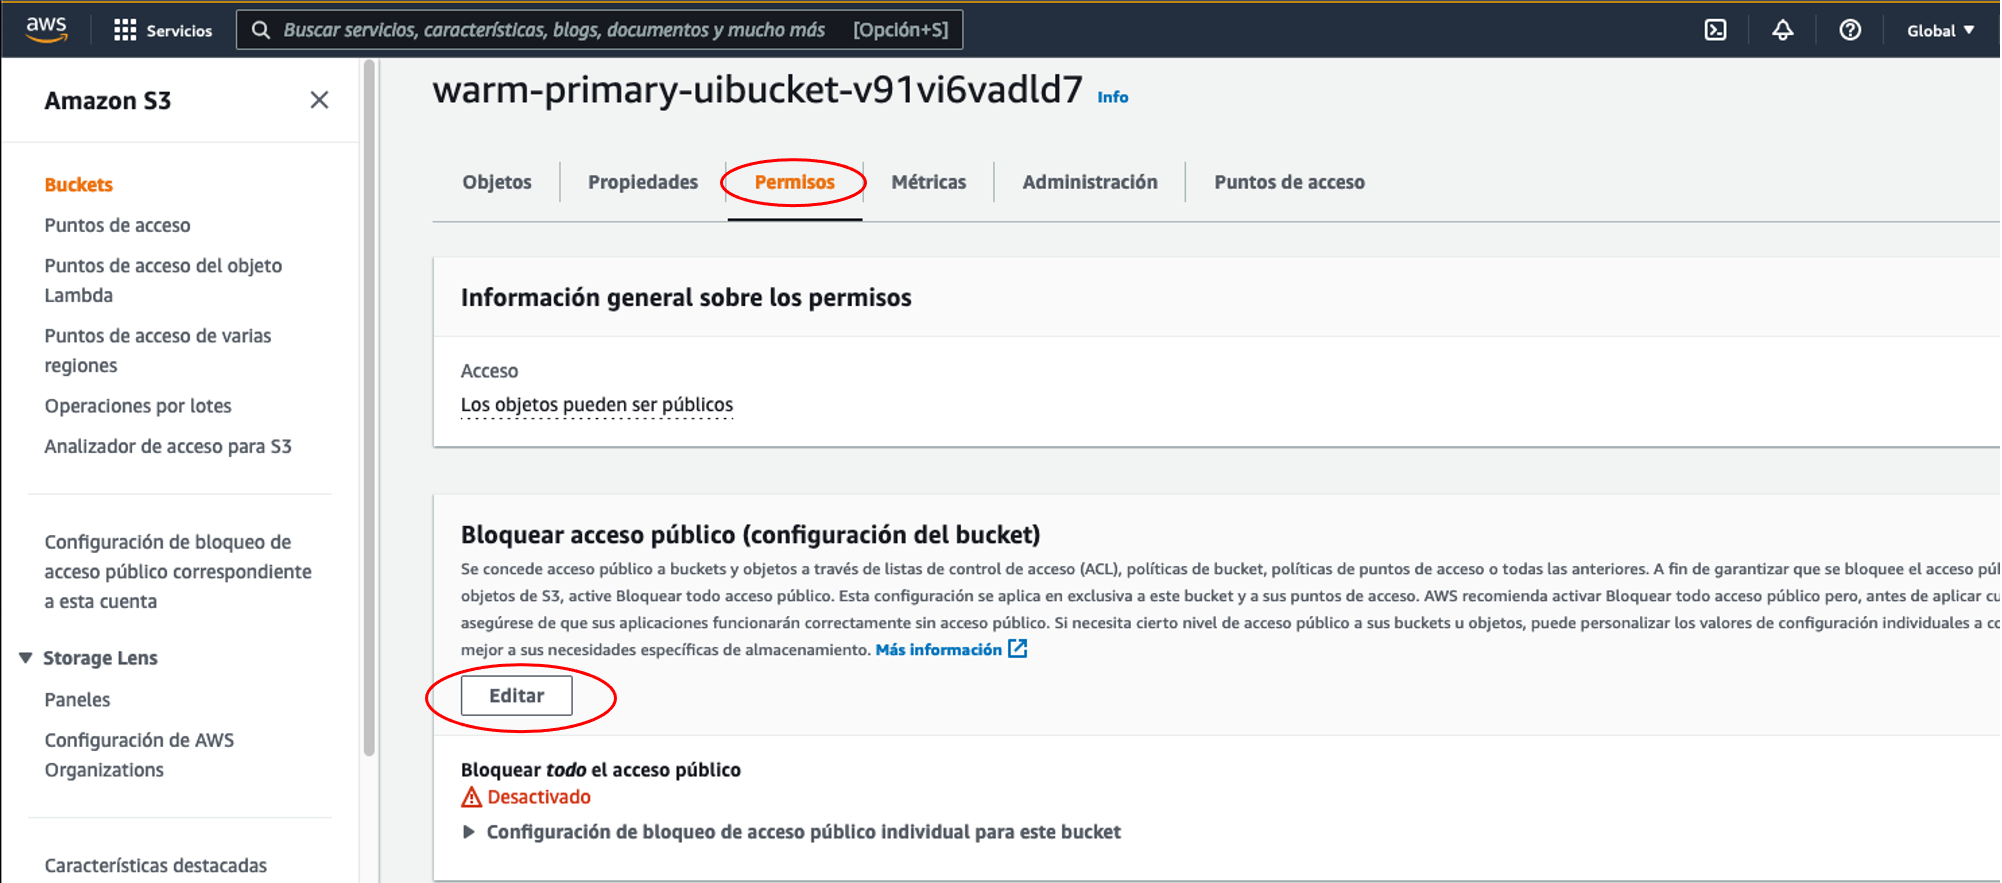 aws
Servicios
Buscar servicios, características, blogs, documentos y mucho más [Opción+S]
Global
Amazon S3
Buckets
Puntos de acceso
Puntos de acceso del objeto
Lambda
Puntos de acceso de varias
regiones
Operaciones por lotes
Analizador de acceso para S3
Configuración de bloqueo de
acceso público correspondiente
a esta cuenta
Storage Lens
Paneles
Configuración de AWS
Organizations
Características destacadas
warm-primary-uibucket-v91vi6vadld7 Info
Objetos
Propiedades
Permisos
Métricas
Administración
Puntos de acceso
Información general sobre los permisos
Acceso
Los objetos pueden ser públicos
Bloquear acceso público (configuración del bucket)
Se concede acceso público a buckets y objetos a través de listas de control de acceso (ACL), políticas de bucket, políticas de puntos de acceso o todas las anteriores. A fin de garantizar que se bloquee el acceso púb
objetos de S3, active Bloquear todo acceso público. Esta configuración se aplica en exclusiva a este bucket y a sus puntos de acceso. AWS recomienda activar Bloquear todo acceso público pero, antes de aplicar cu
asegúrese de que sus aplicaciones funcionarán correctamente sin acceso público. Si necesita cierto nivel de acceso público a sus buckets u objetos, puede personalizar los valores de configuración individuales a co
mejor a sus necesidades específicas de almacenamiento. Más información
Editar
Bloquear todo el acceso público
Desactivado
Configuración de bloqueo de acceso público individual para este bucket